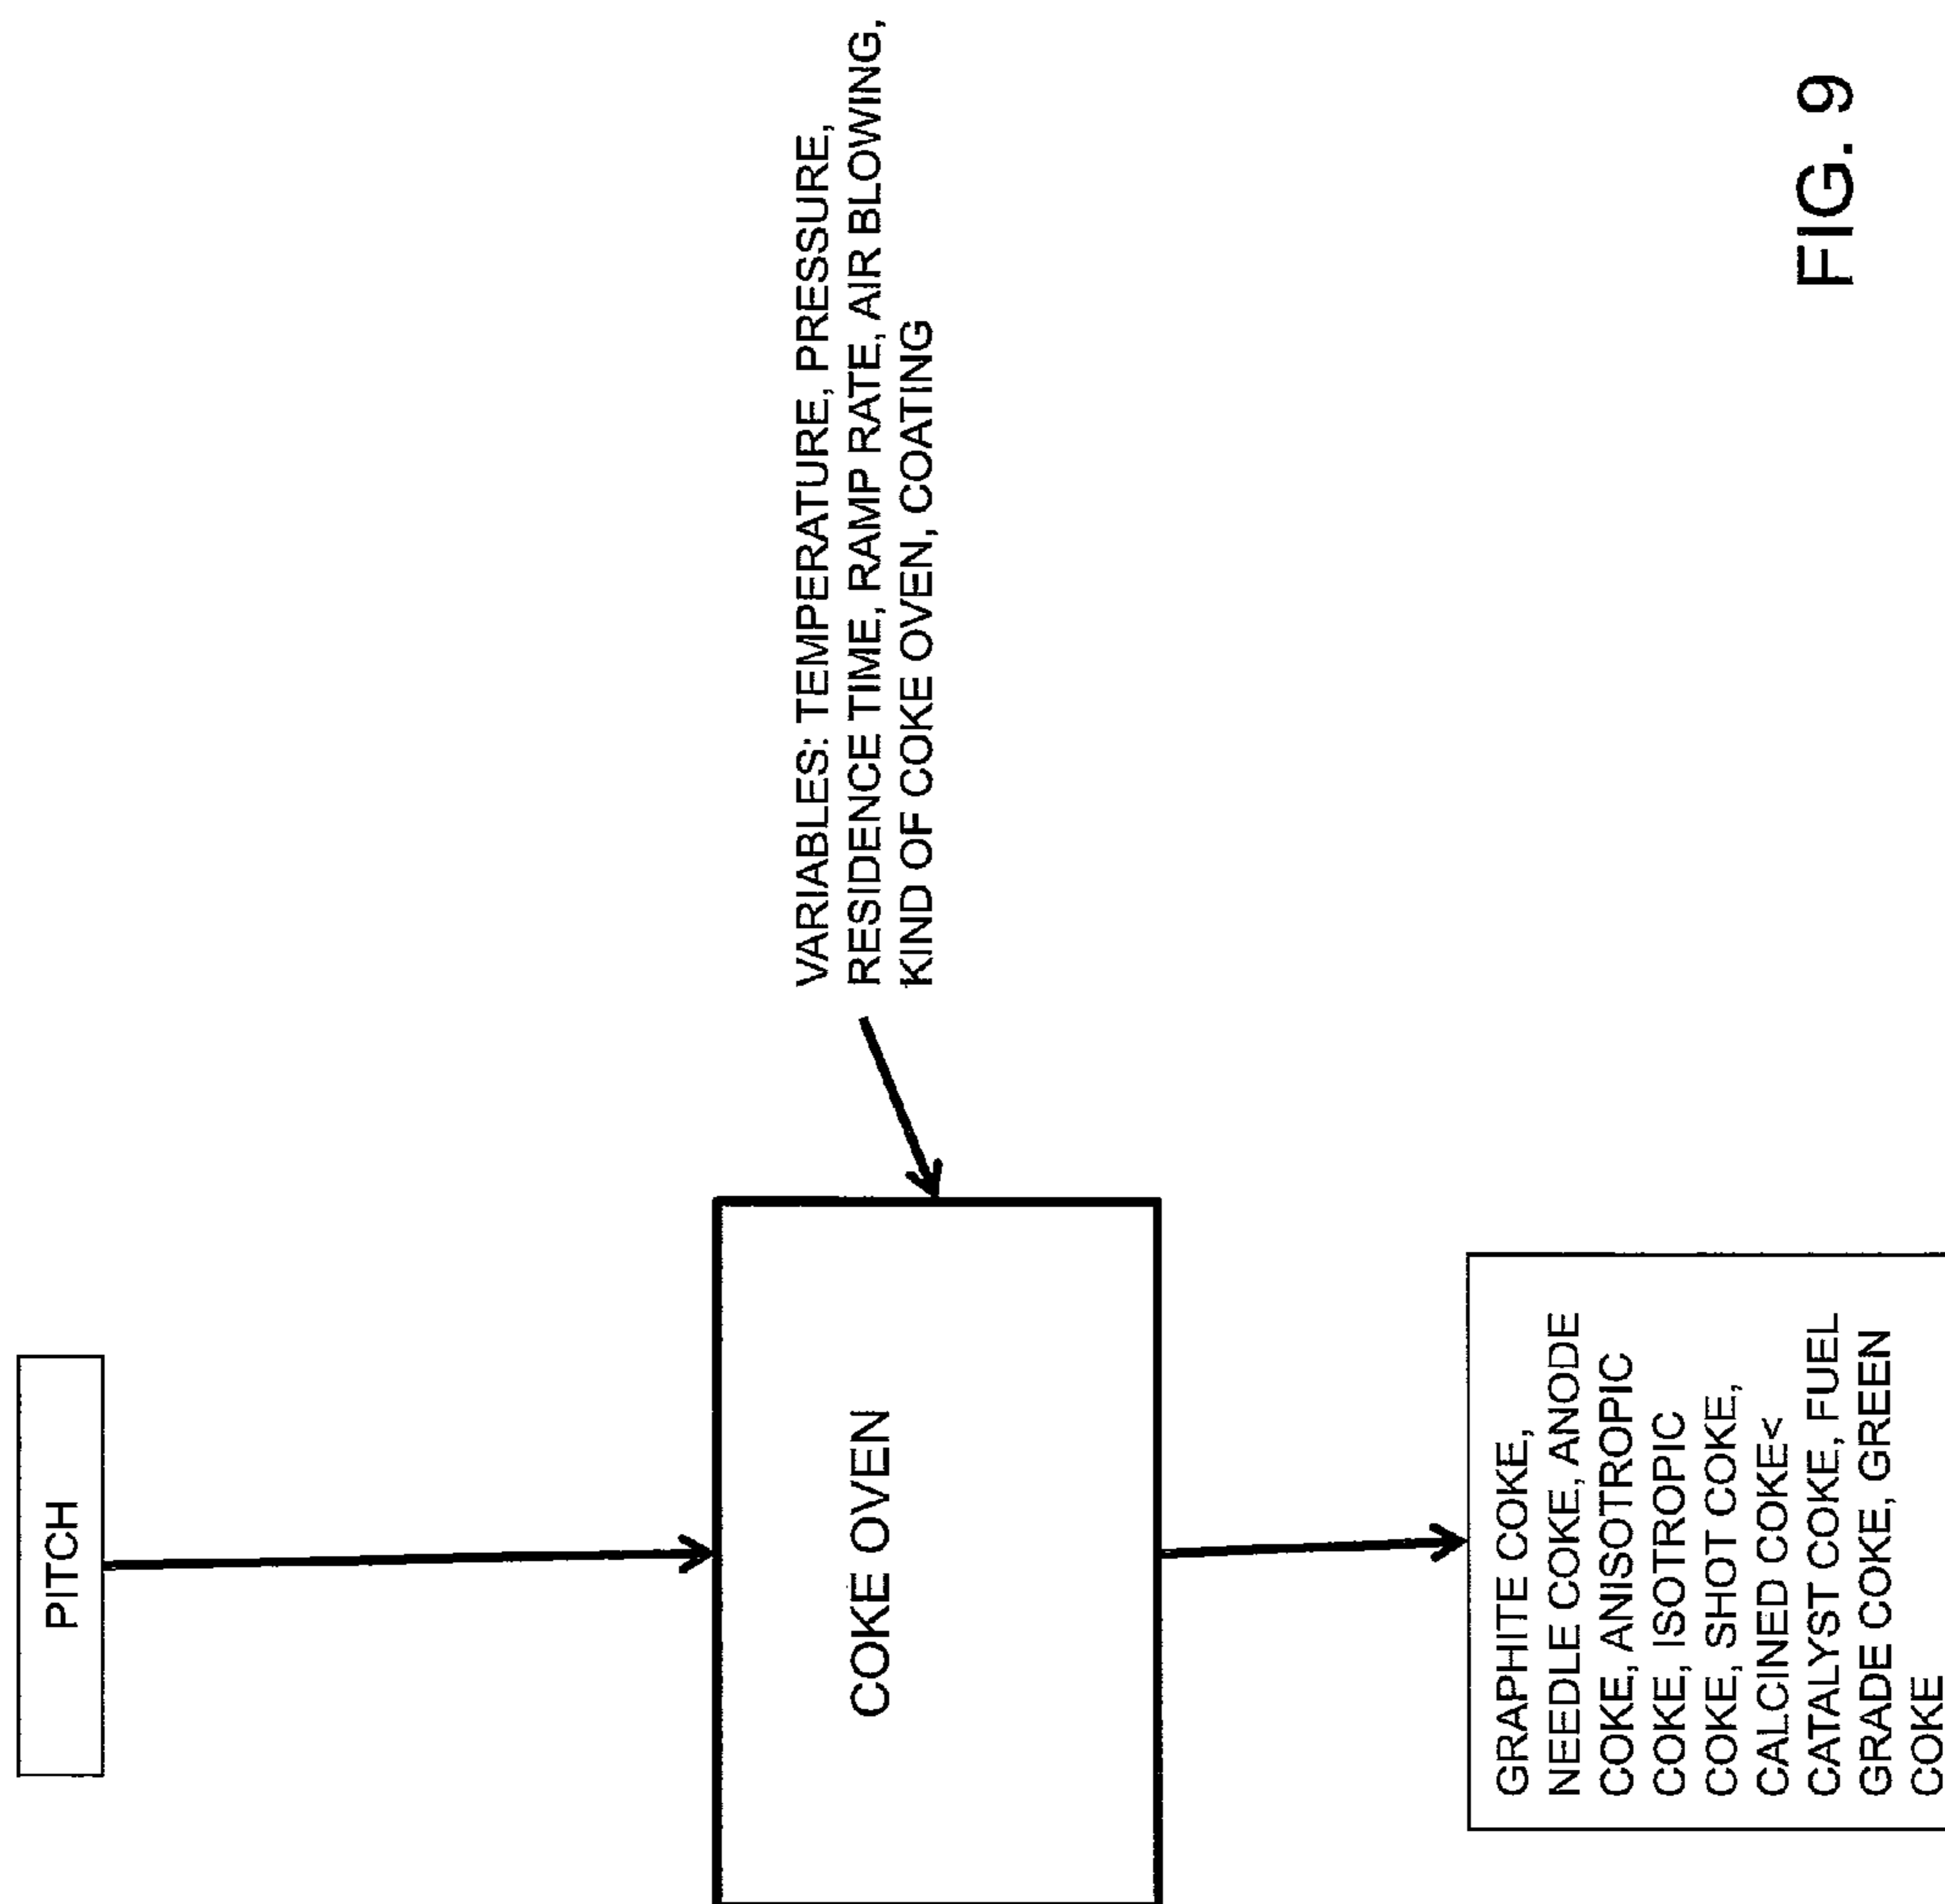 PITCH
COKE OVEN
VARIABLES: TEMPERATURE, PRESSURE,
RESIDENCE TIME, RAMP RATE, AIR BLOWING,
KIND OF COKE OVEN, COATING
GRAPHITE COKE,
NEEDLE COKE, ANODE
COKE, ANISOTROPIC
COKE, ISOTROPIC
COKE, SHOT COKE,
CALCINED COKE<
CATALYST COKE, FUEL
GRADE COKE, GREEN
COKE
FIG. 9